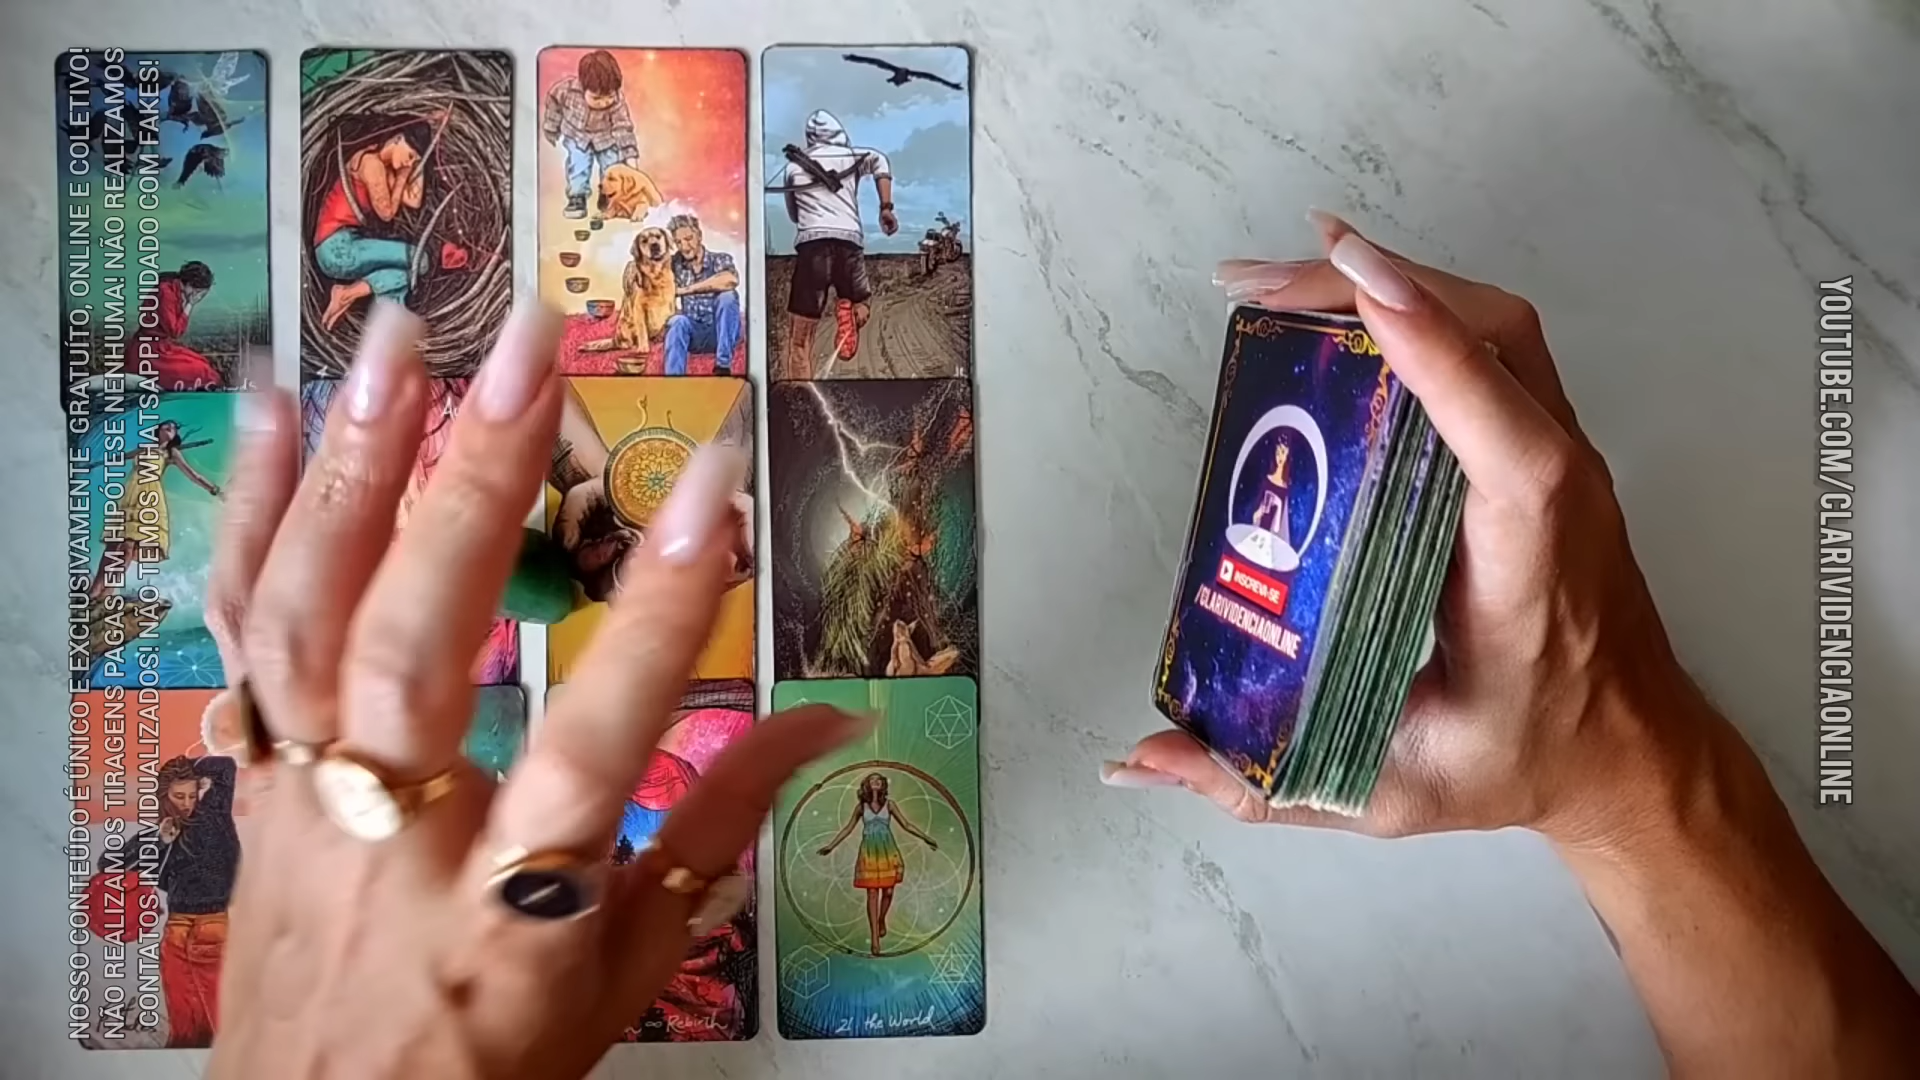 NOSSO CONTEÚDO É ÚNICO E EXCLUSIVAMENTE GRATUÍTO, ONLINE E COLETIVO!
NÃO REALIZAMOS TIRAGENS PAGAS EM HIPÓTESE NENHUMA! NÃO REALIZAMOS
CONTATOS INDIVIDUALIZADOS! NÃO TEMOS WHATSAPP! CUIDADO COM FAKES!
INSCREVA-SE
/CLARIVIDENCIAONLINE
∞ Rebirth
21 the World
YOUTUBE.COM/CLARIVIDENCIAONLINE